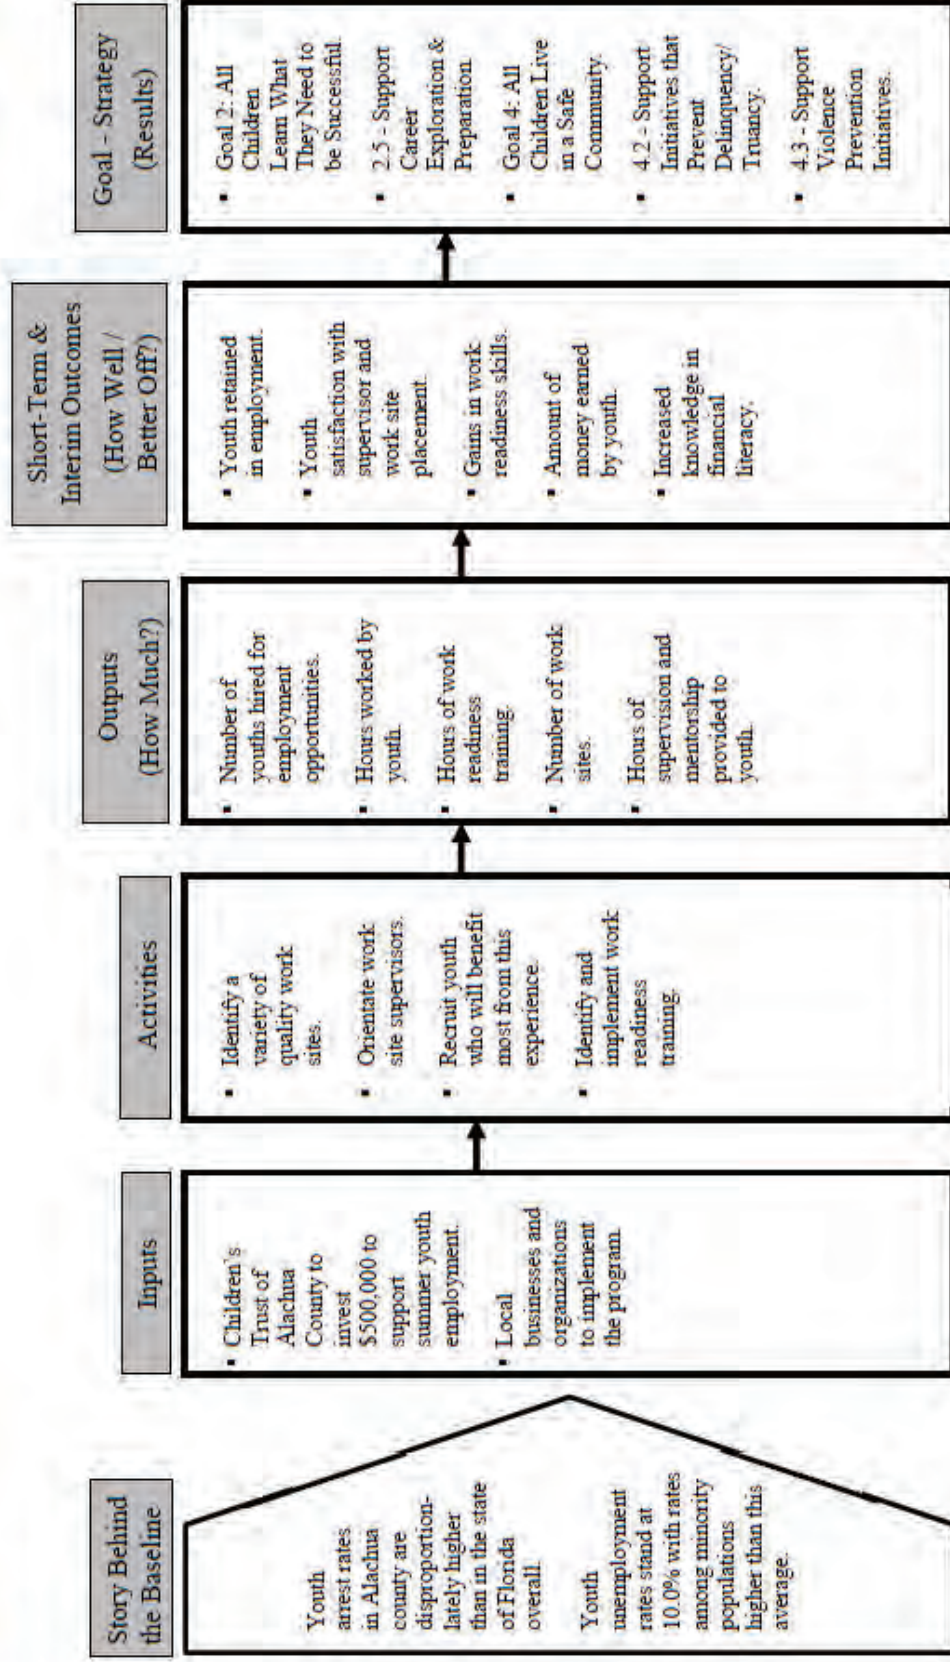 Story Behind
the Baseline
Youth
arrest rates
in Alachua
county are
disproportion-
lately higher
than in the state
of Florida
overall.
Youth
unemployment
rates stand at
10.0% with rates
among minority
populations
higher than this
average.
Inputs
▪ Children's
Trust of
Alachua
County to
invest
$500,000 to
support
summer youth
employment.
▪ Local
businesses and
organizations
to implement
the program.
Activities
▪ Identify a
variety of
quality work
sites.
▪ Orientate work
site supervisors.
▪ Recruit youth
who will benefit
most from this
experience.
▪ Identify and
implement work
readiness
training.
Outputs
(How Much?)
▪ Number of
youths hired for
employment
opportunities.
▪ Hours worked by
youth.
▪ Hours of work
readiness
training.
▪ Number of work
sites.
▪ Hours of
supervision and
mentorship
provided to
youth.
Short-Term &
Interim Outcomes
(How Well /
Better Off?)
▪ Youth retained
in employment.
▪ Youth
satisfaction with
supervisor and
work site
placement.
▪ Gains in work
readiness skills.
▪ Amount of
money earned
by youth.
▪ Increased
knowledge in
financial
literacy.
Goal - Strategy
(Results)
▪ Goal 2: All
Children
Learn What
They Need to
be Successful.
▪ 2.5 - Support
Career
Exploration &
Preparation.
▪ Goal 4: All
Children Live
in a Safe
Community.
▪ 4.2 - Support
Initiatives that
Prevent
Delinquency/
Truancy.
▪ 4.3 - Support
Violence
Prevention
Initiatives.